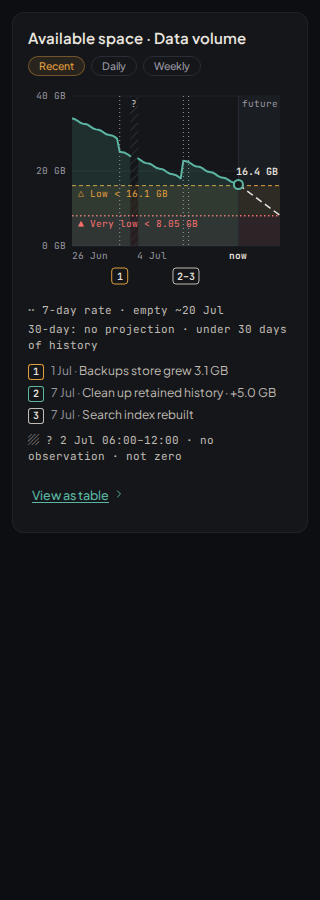 Available space · Data volume
Recent Daily Weekly
40 GB
?
future
20 GB
16.4 GB
△ Low < 16.1 GB
▲ Very low < 8.05 GB
0 GB
26 Jun 4 Jul now
1 2–3
7-day rate · empty ~20 Jul
30-day: no projection · under 30 days
of history
1 1 Jul · Backups store grew 3.1 GB
2 7 Jul · Clean up retained history · +5.0 GB
3 7 Jul · Search index rebuilt
? 2 Jul 06:00–12:00 · no
observation · not zero
View as table